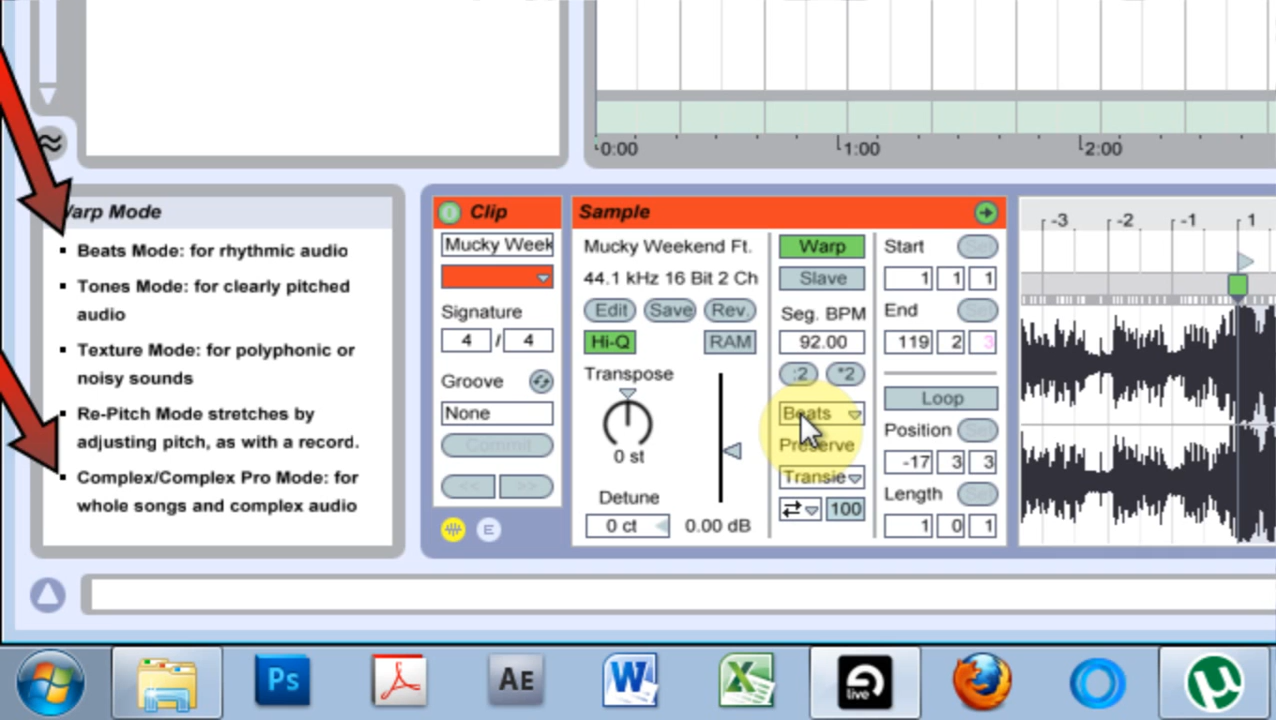 0:00
1:00
2:00
Warp Mode
Beats Mode: for rhythmic audio
Tones Mode: for clearly pitched
audio
Texture Mode: for polyphonic or
noisy sounds
Re-Pitch Mode stretches by
adjusting pitch, as with a record.
Complex/Complex Pro Mode: for
whole songs and complex audio
Clip
Mucky Week
Signature
4 / 4
Groove
None
Commit
<< >>
E
Sample
Mucky Weekend Ft.
44.1 kHz 16 Bit 2 Ch
Edit Save Rev.
Hi-Q RAM
Transpose
0 st
Detune
0 ct 0.00 dB
Warp
Slave
Seg. BPM
92.00
:2 *2
Beats
Preserve
Transie
100
Start Set
1 1 1
End Set
119 2 3
Loop
Position Set
-17 3 3
Length Set
1 0 1
-3 -2 -1 1
Ps AE W X live µ